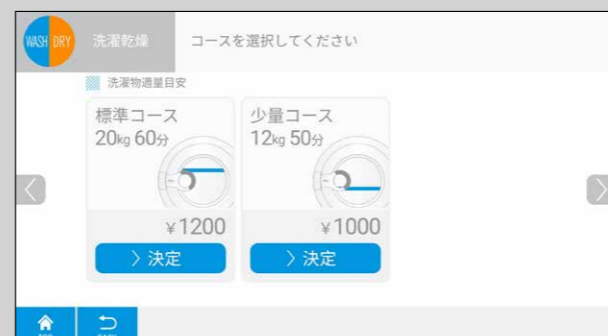 WASH DRY
洗濯乾燥
コースを選択してください
洗濯物適量目安
標準コース
20kg 60分
¥1200
〉決定
少量コース
12kg 50分
¥1000
〉決定